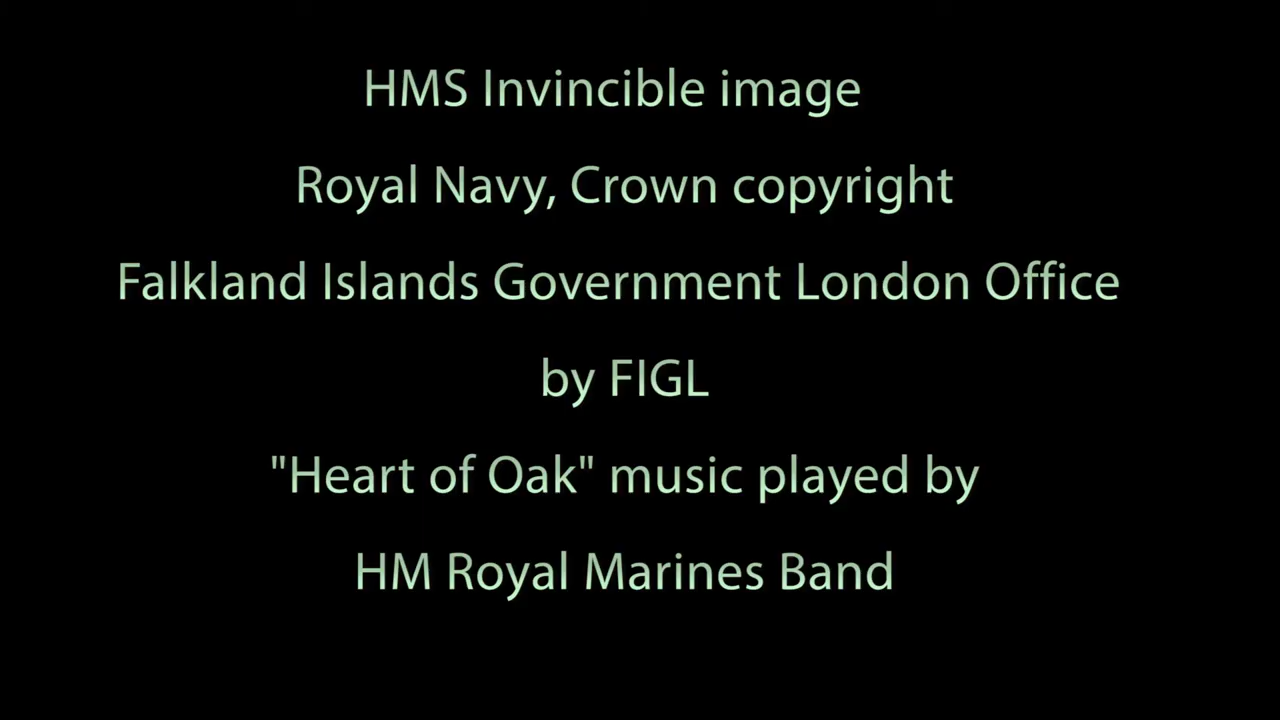 HMS Invincible image
Royal Navy, Crown copyright
Falkland Islands Government London Office
by FIGL
"Heart of Oak" music played by
HM Royal Marines Band